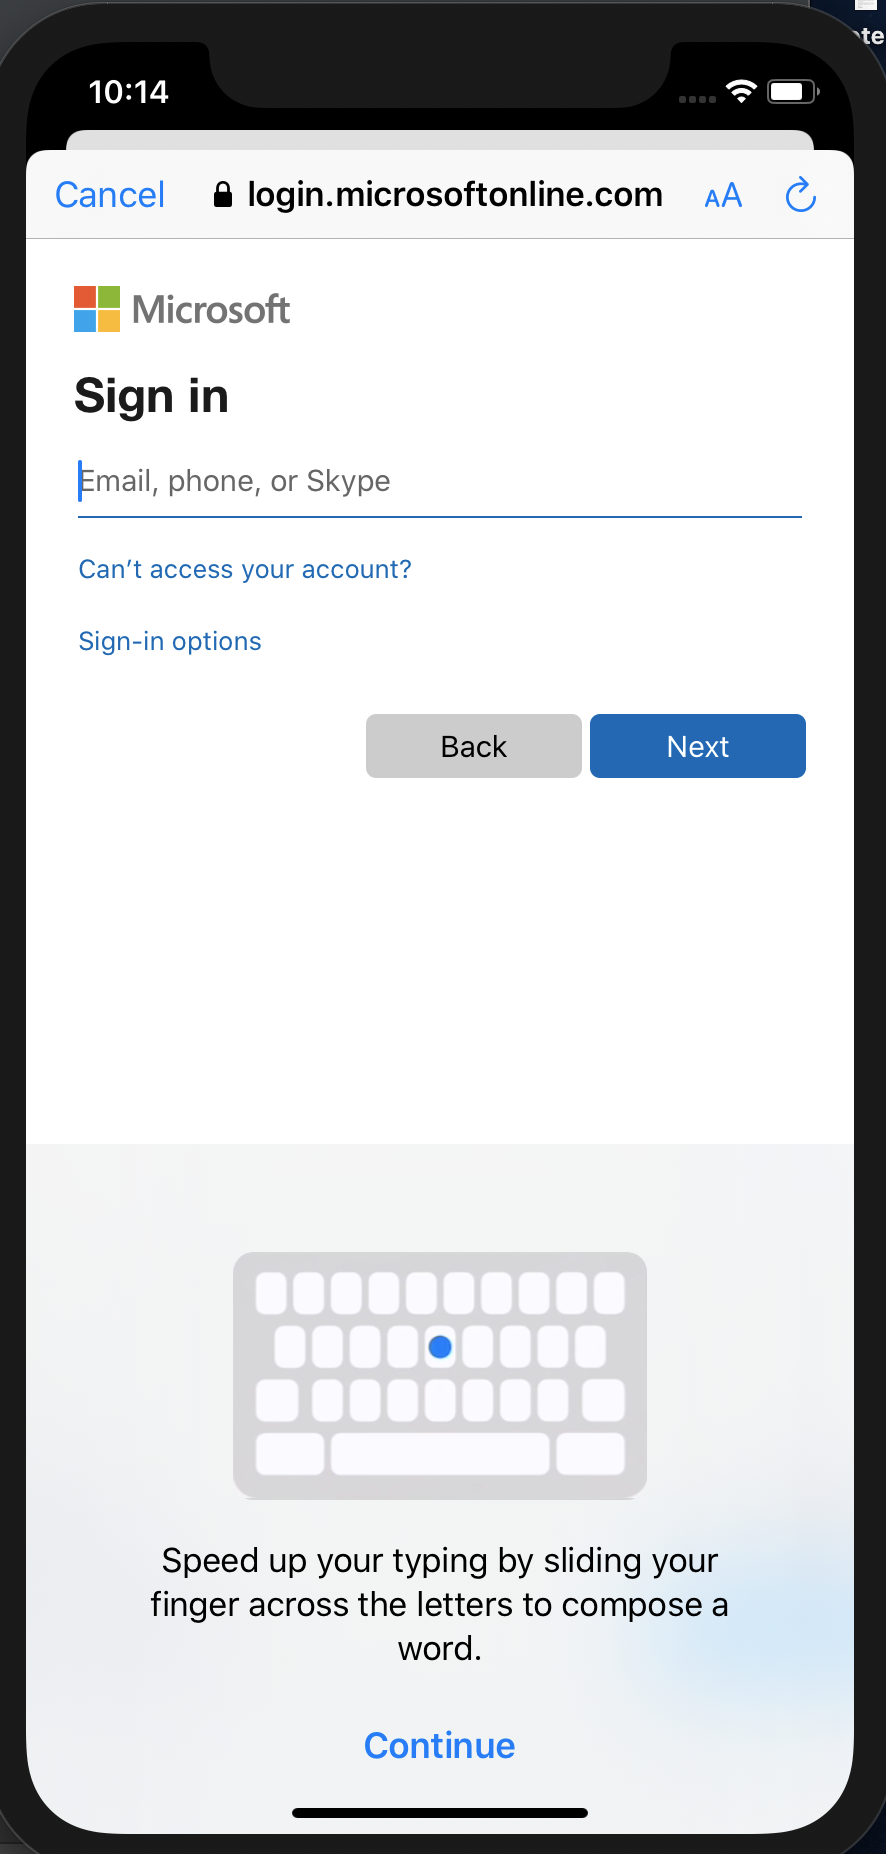 10:14
Cancel login.microsoftonline.com AA
Microsoft
Sign in
Email, phone, or Skype
Can’t access your account?
Sign-in options
Back Next
Speed up your typing by sliding your
finger across the letters to compose a
word.
Continue